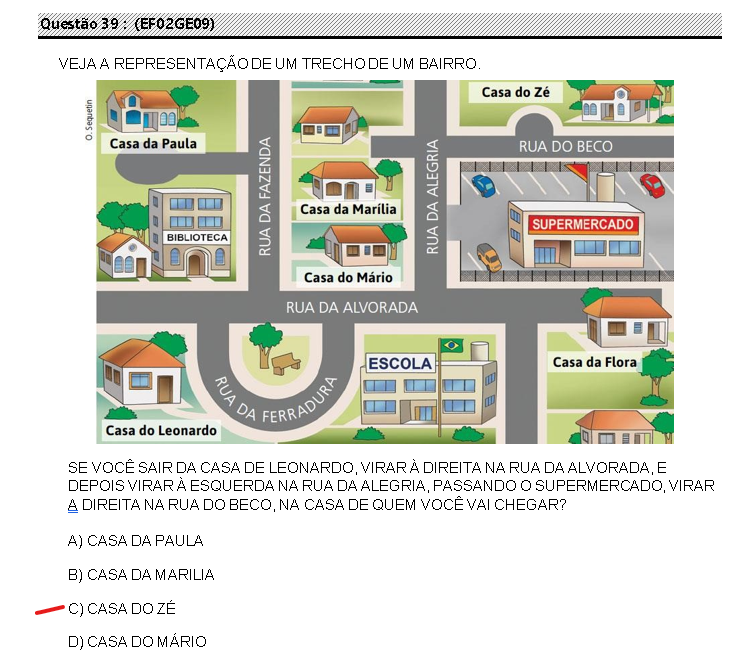 Questão 39 : (EF02GE09)
VEJA A REPRESENTAÇÃO DE UM TRECHO DE UM BAIRRO.
O. Sequetin
Casa da Paula
RUA DA FAZENDA
Casa do Zé
RUA DO BECO
RUA DA ALEGRIA
Casa da Marília
BIBLIOTECA
SUPERMERCADO
Casa do Mário
RUA DA ALVORADA
ESCOLA
Casa da Flora
RUA DA FERRADURA
Casa do Leonardo
SE VOCÊ SAIR DA CASA DE LEONARDO, VIRAR À DIREITA NA RUA DA ALVORADA, E
DEPOIS VIRAR À ESQUERDA NA RUA DA ALEGRIA, PASSANDO O SUPERMERCADO, VIRAR
A DIREITA NA RUA DO BECO, NA CASA DE QUEM VOCÊ VAI CHEGAR?
A) CASA DA PAULA
B) CASA DA MARILIA
C) CASA DO ZÉ
D) CASA DO MÁRIO